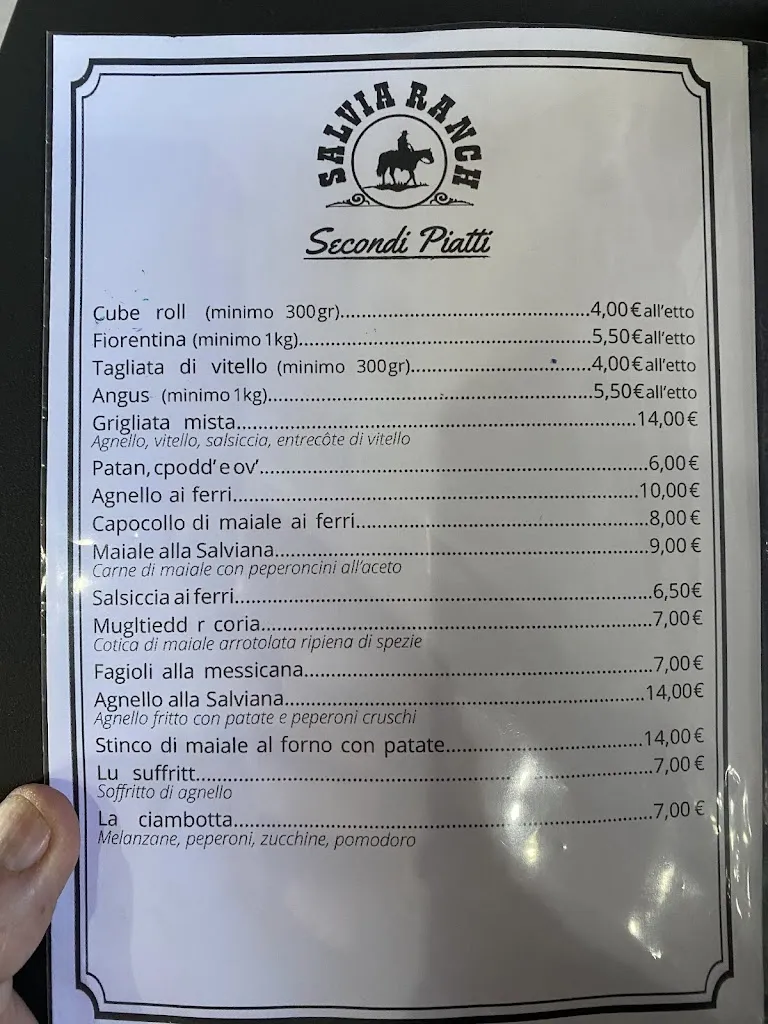 SALVIA RANCH
Secondi Piatti
Cube roll (minimo 300gr)..........4,00€all'etto
Fiorentina (minimo 1kg)..........5,50€all'etto
Tagliata di vitello (minimo 300gr)..........4,00€all'etto
Angus (minimo 1kg)..........5,50€all'etto
Grigliata mista..........14,00€
Agnello, vitello, salsiccia, entrecôte di vitello
Patan, cpodd' e ov'..........6,00€
Agnello ai ferri..........10,00€
Capocollo di maiale ai ferri..........8,00€
Maiale alla Salviana..........9,00€
Carne di maiale con peperoncini all'aceto
Salsiccia ai ferri..........6,50€
Mugltiedd r coria..........7,00€
Cotica di maiale arrotolata ripiena di spezie
Fagioli alla messicana..........7,00€
Agnello alla Salviana..........14,00€
Agnello fritto con patate e peperoni cruschi
Stinco di maiale al forno con patate..........14,00€
Lu suffritt..........7,00€
Soffritto di agnello
La ciambotta..........7,00€
Melanzane, peperoni, zucchine, pomodoro